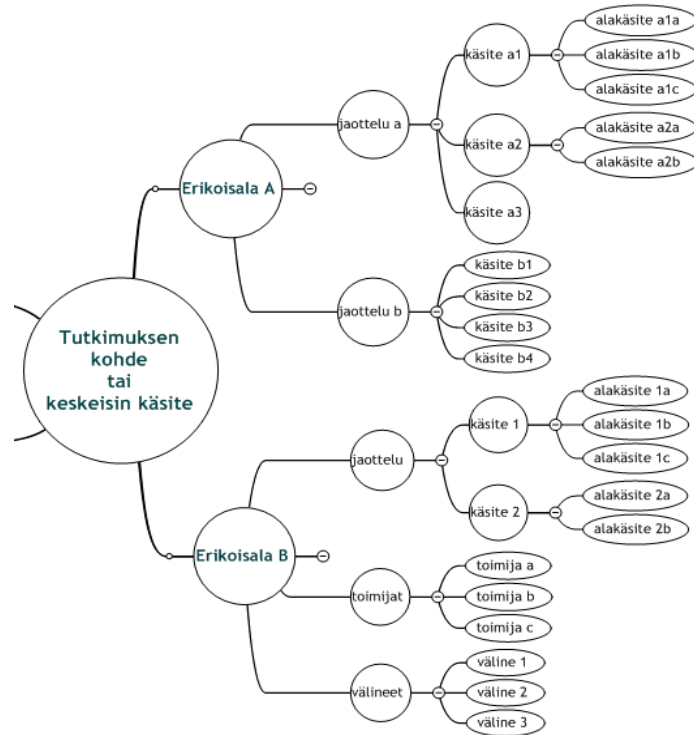 Tutkimuksen
kohde
tai
keskeisin käsite
Erikoisala A
jaottelu a
käsite a1
alakäsite a1a
alakäsite a1b
alakäsite a1c
käsite a2
alakäsite a2a
alakäsite a2b
käsite a3
jaottelu b
käsite b1
käsite b2
käsite b3
käsite b4
Erikoisala B
jaottelu
käsite 1
alakäsite 1a
alakäsite 1b
alakäsite 1c
käsite 2
alakäsite 2a
alakäsite 2b
toimijat
toimija a
toimija b
toimija c
välineet
väline 1
väline 2
väline 3